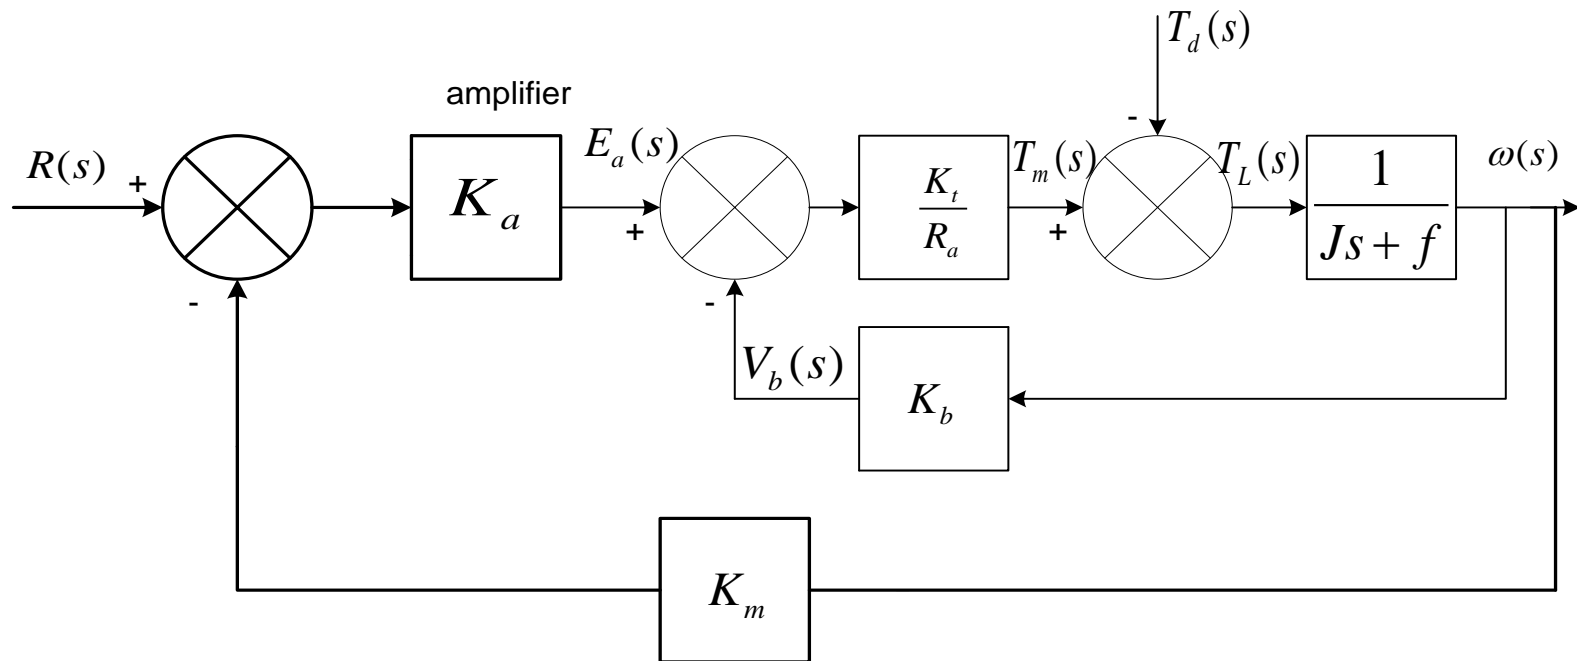 T_d(s)
amplifier
-
R(s)
+
K_a
E_a(s)
+
-
K_t
R_a
T_m(s)
+
T_L(s)
1
Js + f
ω(s)
-
V_b(s)
K_b
K_m